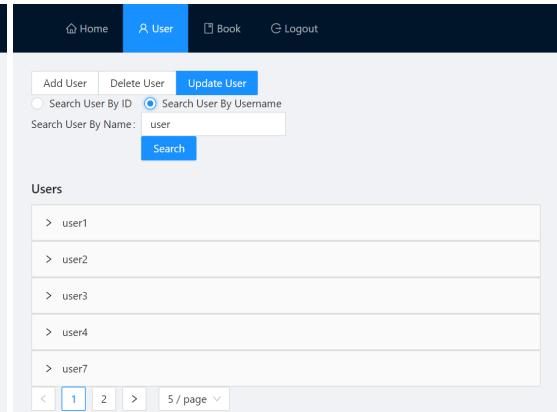 Home User Book Logout
Add User Delete User Update User
Search User By ID Search User By Username
Search User By Name: user
Search
Users
user1
user2
user3
user4
user7
1 2 5 / page